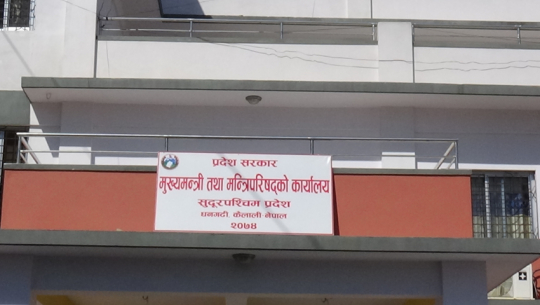 प्रदेश सरकार
मुख्यमन्त्री तथा मन्त्रिपरिषद्को कार्यालय
सुदूरपश्चिम प्रदेश
धनगढी कैलाली नेपाल
२०७४